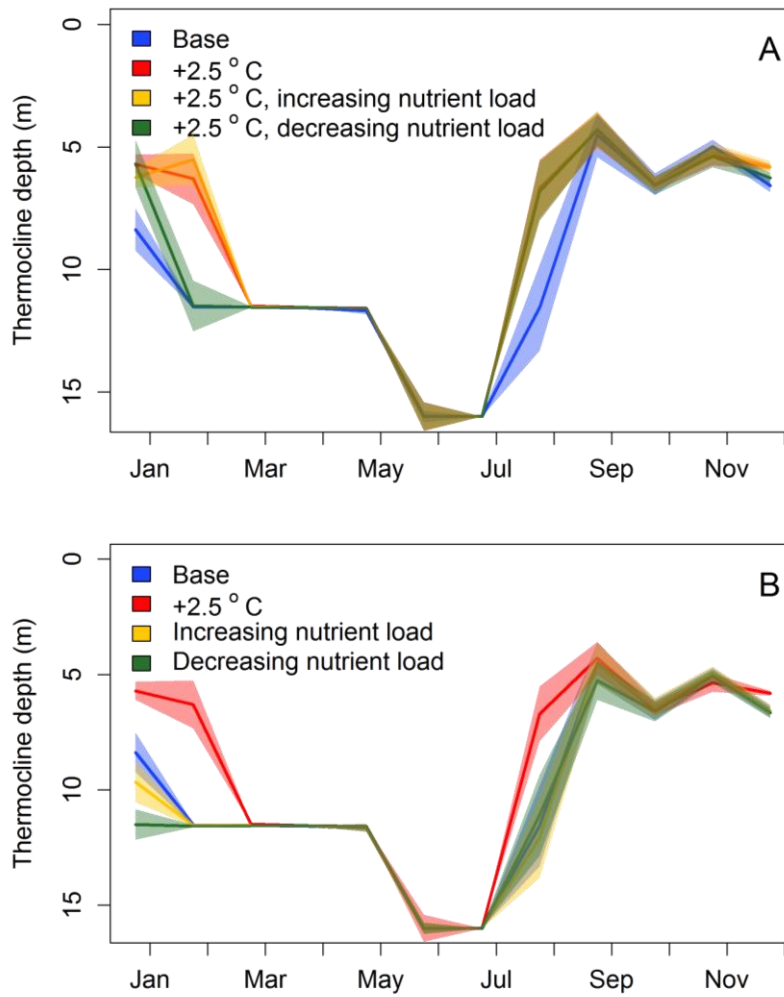 A
Base
+2.5 ° C
+2.5 ° C, increasing nutrient load
+2.5 ° C, decreasing nutrient load
Thermocline depth (m)
0
5
10
15
Jan Mar May Jul Sep Nov
B
Base
+2.5 ° C
Increasing nutrient load
Decreasing nutrient load
Thermocline depth (m)
0
5
10
15
Jan Mar May Jul Sep Nov